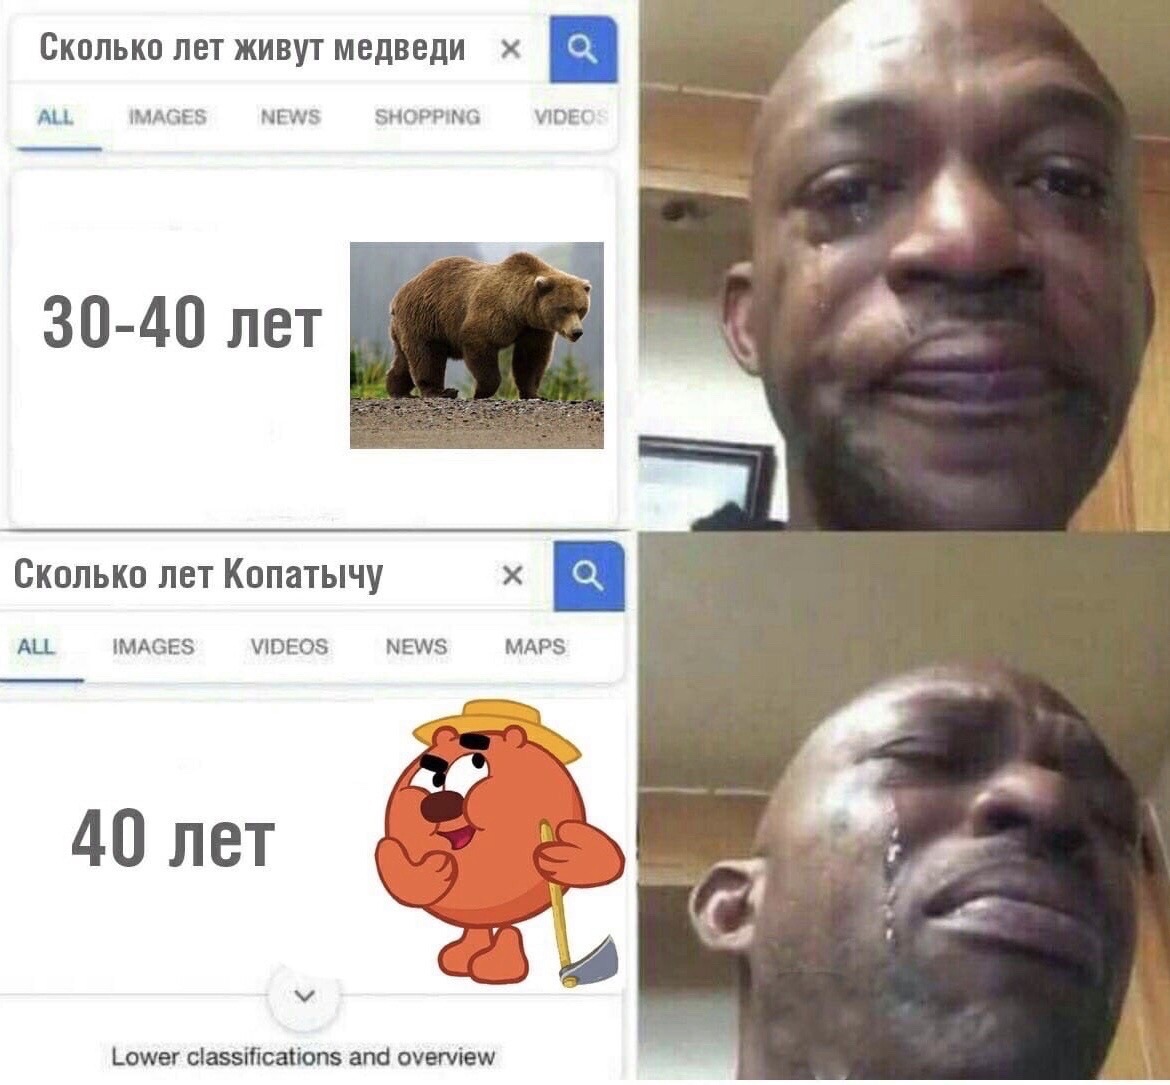 Сколько лет живут медведи ×
ALL IMAGES NEWS SHOPPING VIDEOS
30-40 лет
Сколько лет Копатычу ×
ALL IMAGES VIDEOS NEWS MAPS
40 лет
Lower classifications and overview